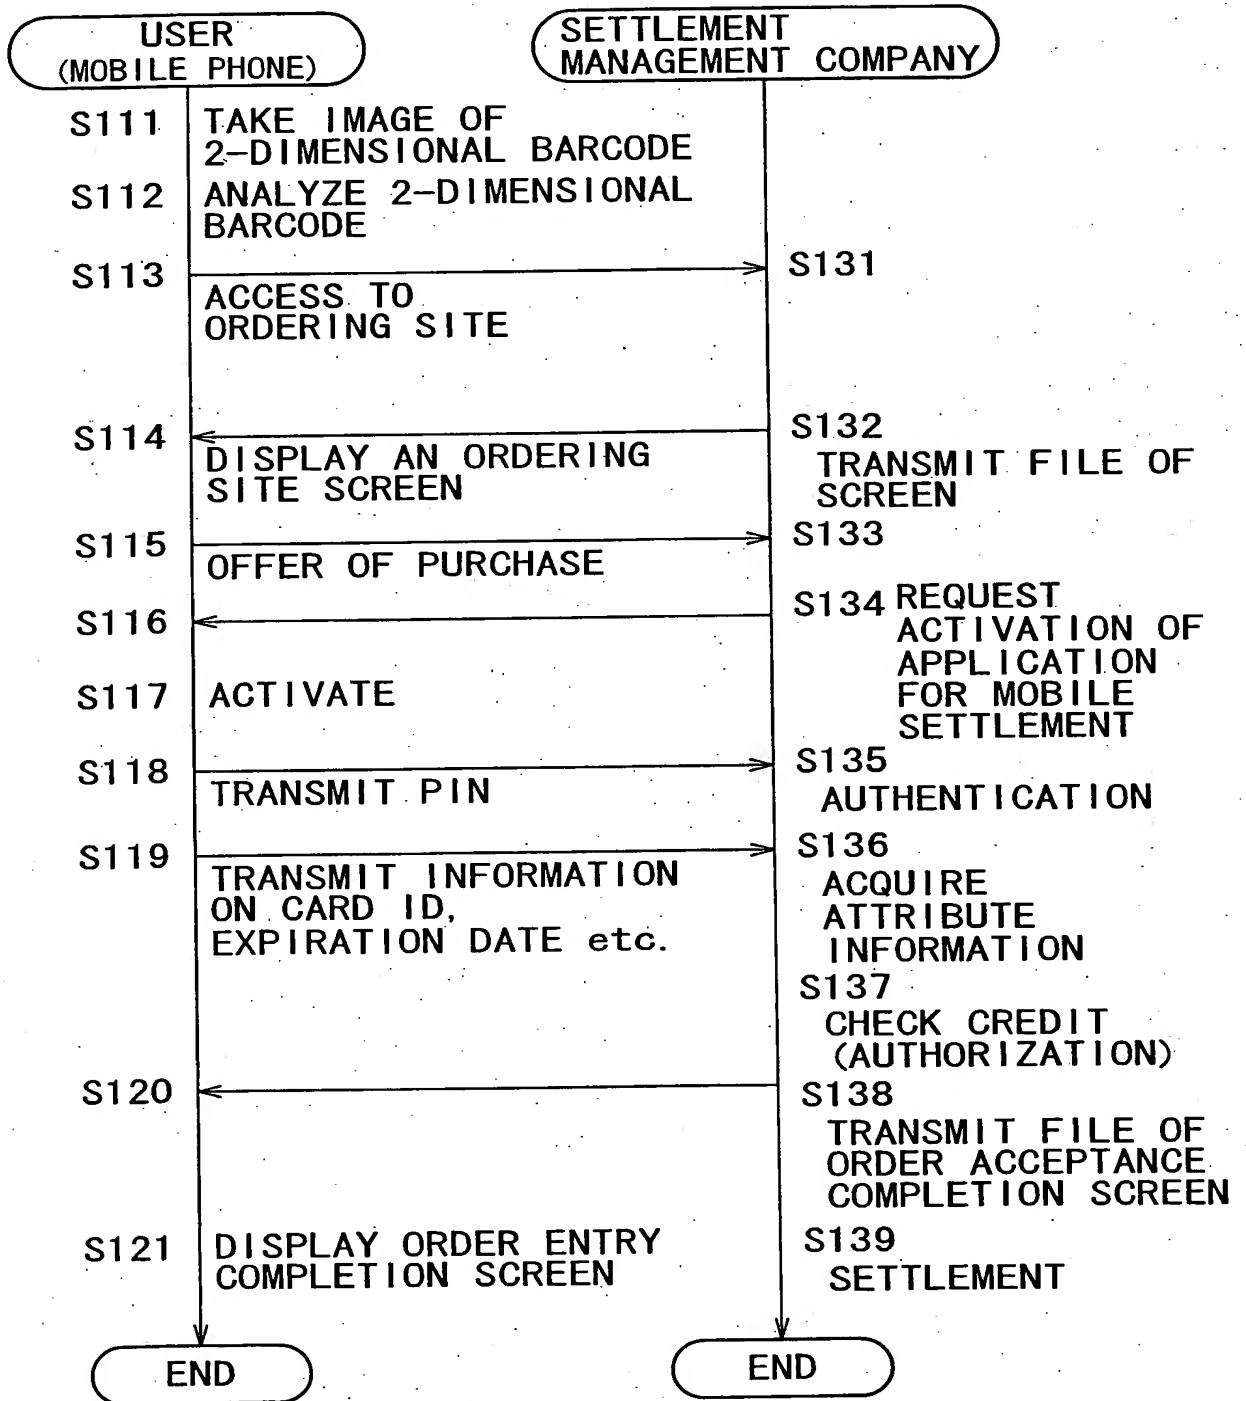 USER
(MOBILE PHONE)
SETTLEMENT
MANAGEMENT COMPANY
S111
TAKE IMAGE OF
2-DIMENSIONAL BARCODE
S112
ANALYZE 2-DIMENSIONAL
BARCODE
S113
S131
ACCESS TO
ORDERING SITE
S114
S132
DISPLAY AN ORDERING
SITE SCREEN
TRANSMIT FILE OF
SCREEN
S115
S133
OFFER OF PURCHASE
S116
S134 REQUEST
ACTIVATION OF
APPLICATION
FOR MOBILE
SETTLEMENT
S117
ACTIVATE
S118
S135
TRANSMIT PIN
AUTHENTICATION
S119
S136
TRANSMIT INFORMATION
ON CARD ID,
EXPIRATION DATE etc.
ACQUIRE
ATTRIBUTE
INFORMATION
S137
CHECK CREDIT
(AUTHORIZATION)
S120
S138
TRANSMIT FILE OF
ORDER ACCEPTANCE
COMPLETION SCREEN
S121
DISPLAY ORDER ENTRY
COMPLETION SCREEN
S139
SETTLEMENT
END
END